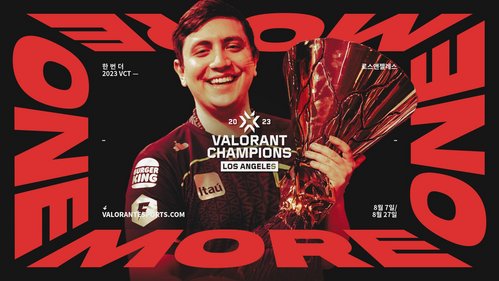 ONE MORE
ONE MORE
한 번 더
2023 VCT —
로스앤젤레스
2023
VALORANT
CHAMPIONS
LOS ANGELES
BURGER
KING
Itaú
VALORANTESPORTS.COM
8월 7일/
8월 27일